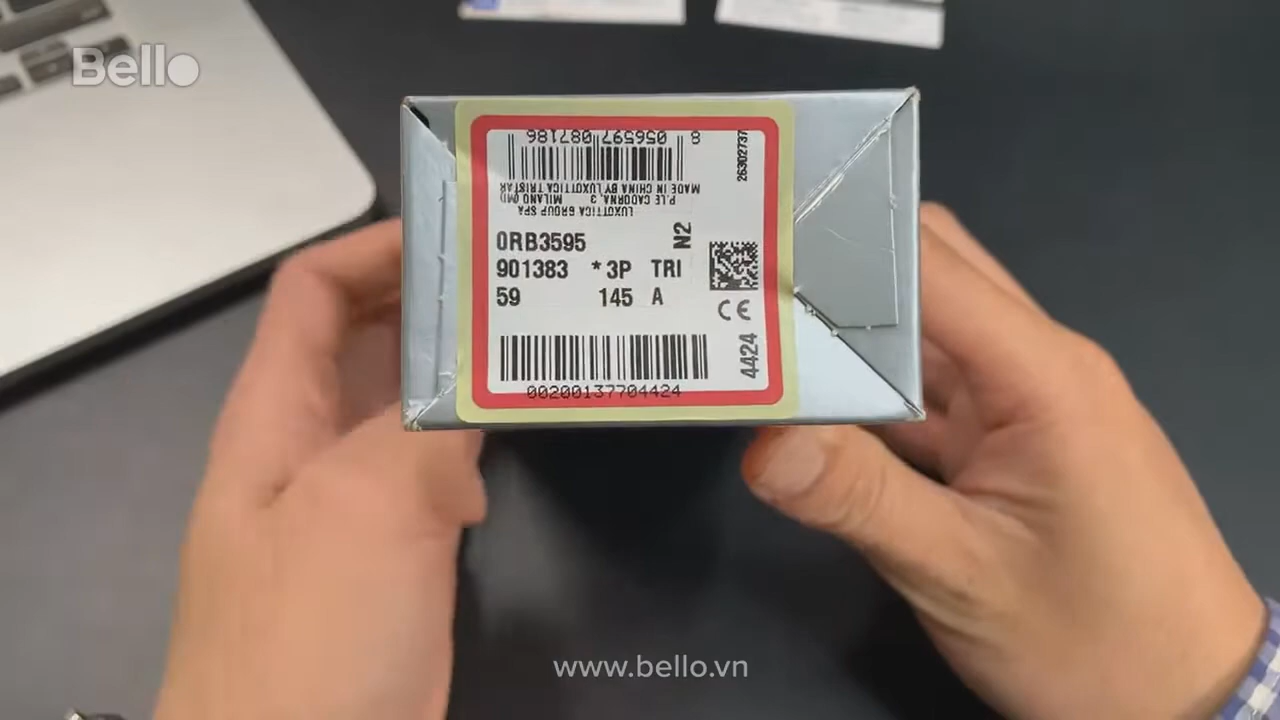 Bello
8 056597 087186
26302737
MADE IN CHINA BY LUXOTTICA TRISTAR
P.LE CADORNA, 3 MILANO (MI)
LUXOTTICA GROUP SPA
N2
0RB3595
901383 * 3P TRI
59 145 A
CE
4424
00200137704424
www.bello.vn